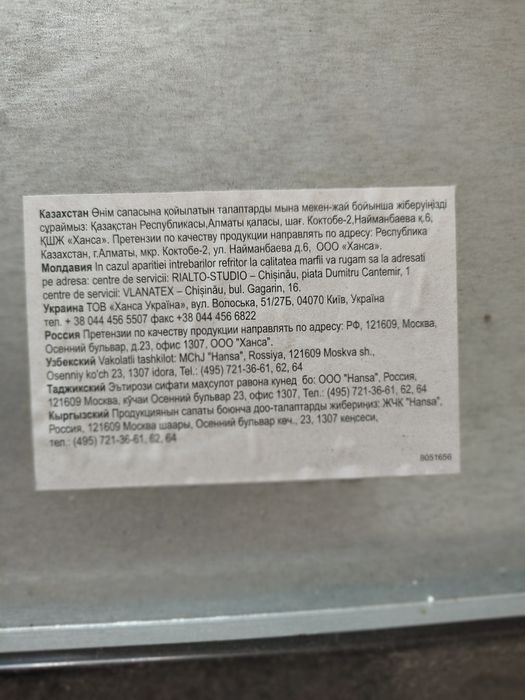 Казахстан Өнім сапасына қойылатын талаптарды мына мекен-жай бойынша жіберуіңізді
сұраймыз: Қазақстан Республикасы,Алматы қаласы, шағ. Коктобе-2,Найманбаева қ.6,
ҚШЖ «Ханса». Претензии по качеству продукции направлять по адресу: Республика
Казахстан, г.Алматы, мкр. Коктобе-2, ул. Найманбаева д.6, ООО «Ханса».
Молдавия In cazul aparitiei intrebarilor refritor la calitatea marfii va rugam sa la adresati
pe adresa: centre de servicii: RIALTO-STUDIO – Chişinău, piata Dumitru Cantemir, 1
centre de servicii: VLANATEX – Chişinău, bul. Gagarin, 16.
Украина ТОВ «Ханса Україна», вул. Волоська, 51/27Б, 04070 Київ, Україна
тел. + 38 044 456 5507 факс +38 044 456 6822
Россия Претензии по качеству продукции направлять по адресу: РФ, 121609, Москва,
Осенний бульвар, д.23, офис 1307, ООО "Ханса".
Узбекский Vakolatli tashkilot: MChJ "Hansa", Rossiya, 121609 Moskva sh.,
Osenniy ko'ch 23, 1307 idora, Tel.: (495) 721-36-61, 62, 64
Таджикский Эътирози сифати махсулот равона кунед бо: ООО "Hansa", Россия,
121609 Москва, кӯчаи Осенний бульвар 23, офис 1307, Тел.: (495) 721-36-61, 62, 64
Кыргызский Продукциянын сапаты боюнча доо-талаптарды жибериниз: ЖЧК "Hansa",
Россия, 121609 Москва шаары, Осенний бульвар көч., 23, 1307 кеңсеси,
тел.: (495) 721-36-61, 62, 64
8051656